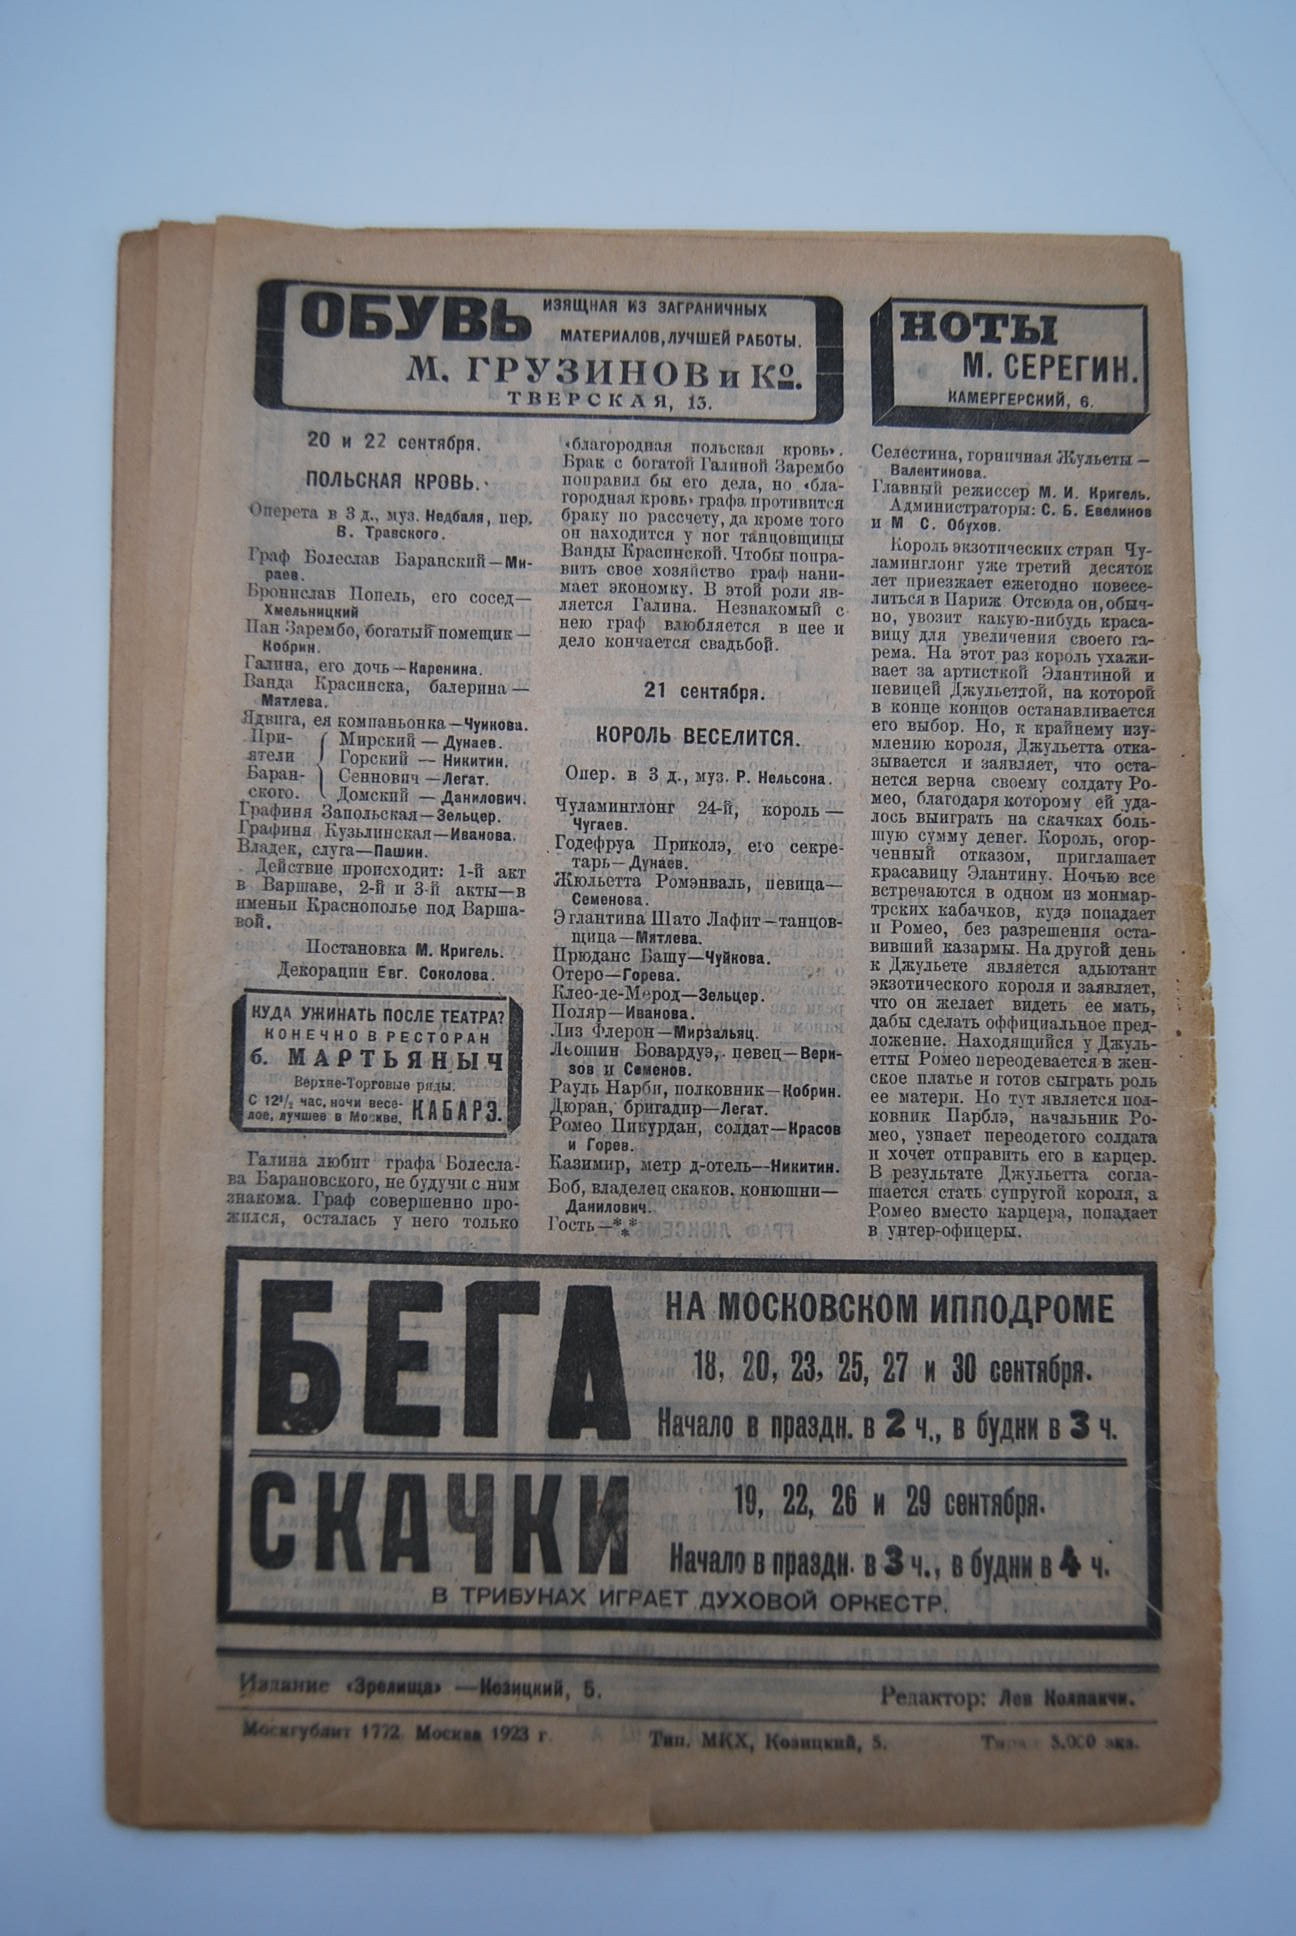 ОБУВЬ ИЗЯЩНАЯ ИЗ ЗАГРАНИЧНЫХ
МАТЕРИАЛОВ, ЛУЧШЕЙ РАБОТЫ.
М. ГРУЗИНОВ и Ко.
ТВЕРСКАЯ, 13.
НОТЫ
М. СЕРЕГИН.
КАМЕРГЕРСКИЙ, 6.
20 и 22 сентября.
ПОЛЬСКАЯ КРОВЬ.
Оперета в 3 д., муз. Недбаля, пер.
В. Травского.
Граф Болеслав Баранский—Ми-
раев.
Бронислав Попель, его сосед—
Хмельницкий
Пан Зарембо, богатый помещик—
Кобрин.
Галина, его дочь—Каренина.
Ванда Красинска, балерина—
Мятлева.
Ядвига, ея компаньонка—Чуикова.
При- Мирский—Дунаев.
ятели Горский—Никитин.
Баран- Сеннович—Легат.
ского. Домский—Данилович.
Графиня Запольская—Зельцер.
Графиня Кузьлинская—Иванова.
Владек, слуга—Пашин.
Действие происходит: 1-й акт
в Варшаве, 2-й и 3-й акты—в
именьи Краснополье под Варша-
вой.
Постановка М. Кригель.
Декорации Евг. Соколова.
КУДА УЖИНАТЬ ПОСЛЕ ТЕАТРА?
КОНЕЧНО В РЕСТОРАН
б. МАРТЬЯНЫЧ
Верхне-Торговые ряды.
С 12½ час. ночи весе-
лое, лучшее в Москве, КАБАРЭ.
Галина любит графа Болесла-
ва Барановского, не будучи с ним
знакома. Граф совершенно про-
жился, осталась у него только
«благородная польская кровь».
Брак с богатой Галиной Зарембо
поправил бы его дела, но «бла-
городная кровь» графа противится
браку по рассчету, да кроме того
он находится у ног танцовщицы
Ванды Красинской. Чтобы попра-
вить свое хозяйство граф нани-
мает экономку. В этой роли яв-
ляется Галина. Незнакомый с
нею граф влюбляется в нее и
дело кончается свадьбой.
21 сентября.
КОРОЛЬ ВЕСЕЛИТСЯ.
Опер. в 3 д., муз. Р. Нельсона.
Чуламинглонг 24-й, король—
Чугаев.
Годефруа Приколэ, его секре-
тарь—Дунаев.
Жюльетта Ромэнваль, певица—
Семенова.
Эглантина Шато Лафит—танцов-
щица—Мятлева.
Прюданс Башу—Чуйкова.
Отеро—Горева.
Клео-де-Мерод—Зельцер.
Поляр—Иванова.
Лиз Флерон—Мирзальяц.
Леошин Бовардуэ, певец—Вери-
зов и Семенов.
Рауль Нарби, полковник—Кобрин.
Дюран, бригадир—Легат.
Ромео Пикурдан, солдат—Красов
и Горев.
Казимир, метр д-отель—Никитин.
Боб, владелец скаков. конюшни—
Данилович.
Гость—***
Селестина, горничная Жульеты—
Валентинова.
Главный режиссер М. И. Кригель.
Администраторы: С. Б. Евелинов
и М С. Обухов.
Король экзотических стран Чу-
ламинглонг уже третий десяток
лет приезжает ежегодно повесе-
литься в Париж Отсюда он, обыч-
но, увозит какую-нибудь краса-
вицу для увеличения своего га-
рема. На этот раз король ухажи-
вает за артисткой Элантиной и
певицей Джульеттой, на которой
в конце концов останавливается
его выбор. Но, к крайнему изу-
млению короля, Джульетта отка-
зывается и заявляет, что оста-
нется верна своему солдату Ро-
мео, благодаря которому ей уда-
лось выиграть на скачках боль-
шую сумму денег. Король, огор-
ченный отказом, приглашает
красавицу Элантину. Ночью все
встречаются в одном из монмар-
трских кабачков, кудэ попадает
и Ромео, без разрешения оста-
вивший казармы. На другой день
к Джульете является адьютант
экзотического короля и заявляет,
что он желает видеть ее мать,
дабы сделать оффициальное пред-
ложение. Находящийся у Джуль-
етты Ромео переодевается в жен-
ское платье и готов сыграть роль
ее матери. Но тут является пол-
ковник Парблэ, начальник Ро-
мео, узнает переодетого солдата
и хочет отправить его в карцер.
В результате Джульетта согла-
шается стать супругой короля, а
Ромео вместо карцера, попадает
в унтер-офицеры.
БЕГА НА МОСКОВСКОМ ИППОДРОМЕ
18, 20, 23, 25, 27 и 30 сентября.
Начало в праздн. в 2 ч., в будни в 3 ч.
СКАЧКИ 19, 22, 26 и 29 сентября.
Начало в праздн. в 3 ч., в будни в 4 ч.
В ТРИБУНАХ ИГРАЕТ ДУХОВОЙ ОРКЕСТР.
Издание «Зрелища»—Козицкий, 5. Редактор: Лев Колпакчи.
Москгублит 1772 Москва 1923 г. Тип. МКХ, Козицкий, 5. Тираж 5.000 экз.